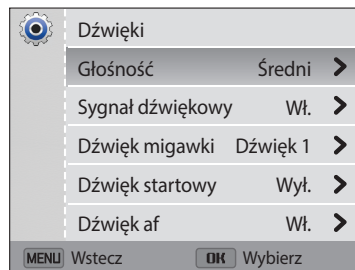 Dźwięki
Głośność Średni
Sygnał dźwiękowy Wł.
Dźwięk migawki Dźwięk 1
Dźwięk startowy Wył.
Dźwięk af Wł.
MENU Wstecz OK Wybierz